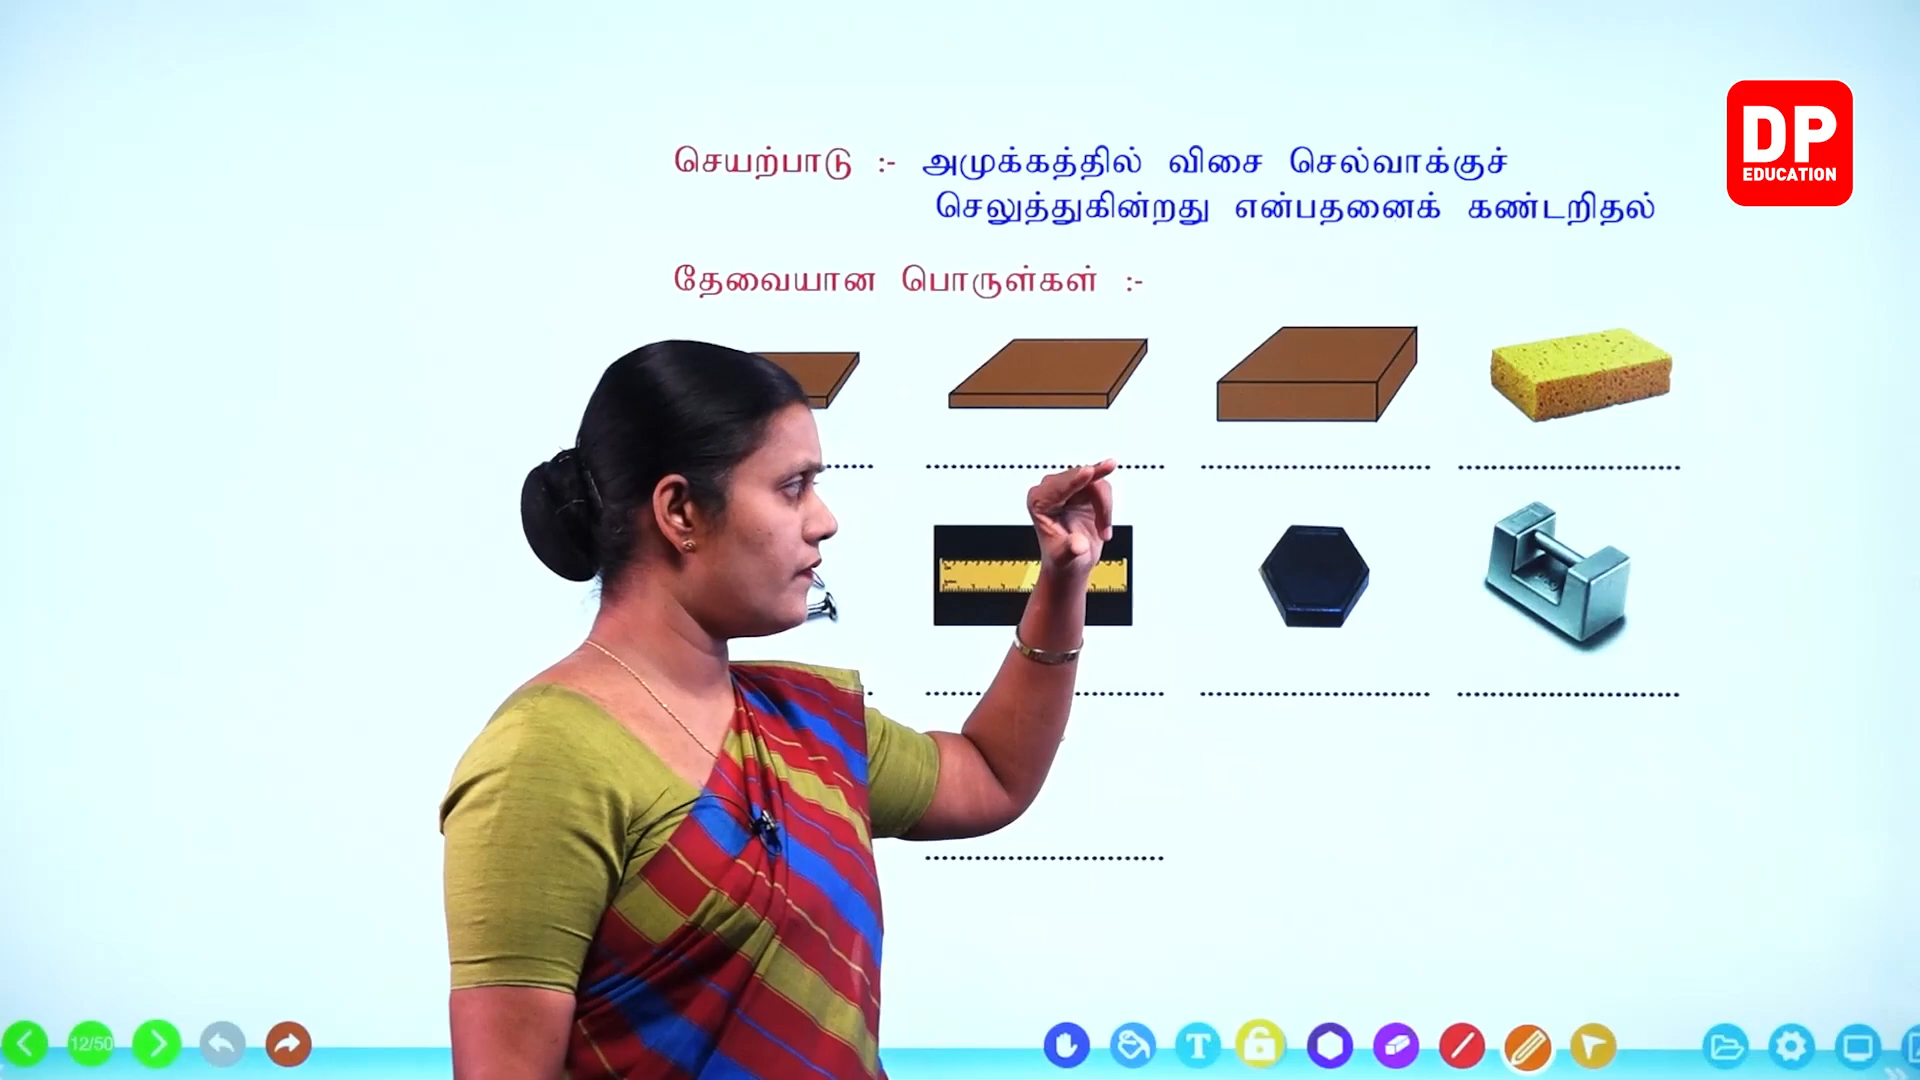 செயற்பாடு :- அமுக்கத்தில் விசை செல்வாக்குச்
செலுத்துகின்றது என்பதனைக் கண்டறிதல்
தேவையான பொருள்கள் :-
DP
EDUCATION
12/50
T